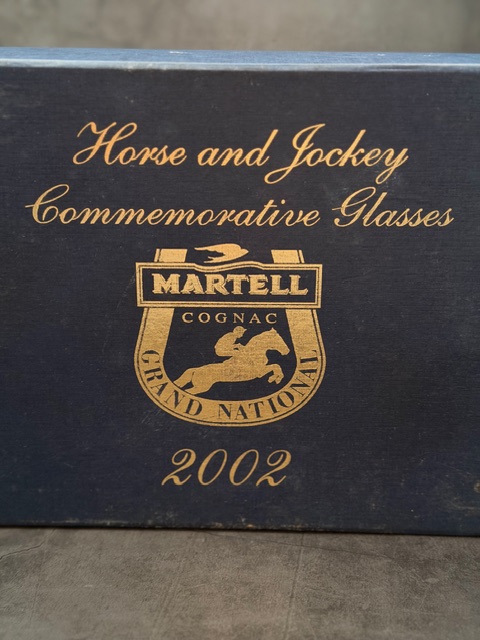 Horse and Jockey
Commemorative Glasses
MARTELL
COGNAC
GRAND NATIONAL
2002